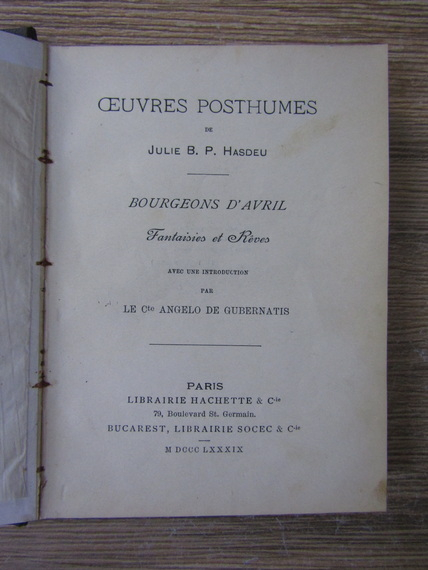 ŒUVRES POSTHUMES
DE
JULIE B. P. HASDEU
BOURGEONS D'AVRIL
Fantaisies et Rêves
AVEC UNE INTRODUCTION
PAR
LE Cte ANGELO DE GUBERNATIS
PARIS
LIBRAIRIE HACHETTE & Cie
79, Boulevard St. Germain.
BUCAREST, LIBRAIRIE SOCEC & Cie
M DCCC LXXXIX